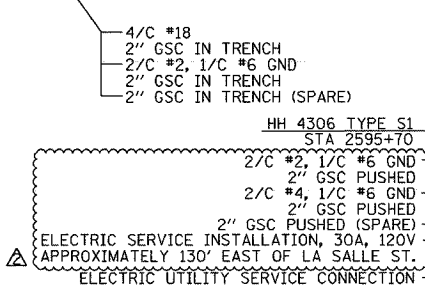 4/C #18
2" GSC IN TRENCH
2/C #2, 1/C #6 GND
2" GSC IN TRENCH
2" GSC IN TRENCH (SPARE)
HH 4306 TYPE S1
STA 2595+70
2/C #2, 1/C #6 GND
2" GSC PUSHED
2/C #4, 1/C #6 GND
2" GSC PUSHED
2" GSC PUSHED (SPARE)
ELECTRIC SERVICE INSTALLATION, 30A, 120V
2 APPROXIMATELY 130' EAST OF LA SALLE ST.
ELECTRIC UTILITY SERVICE CONNECTION